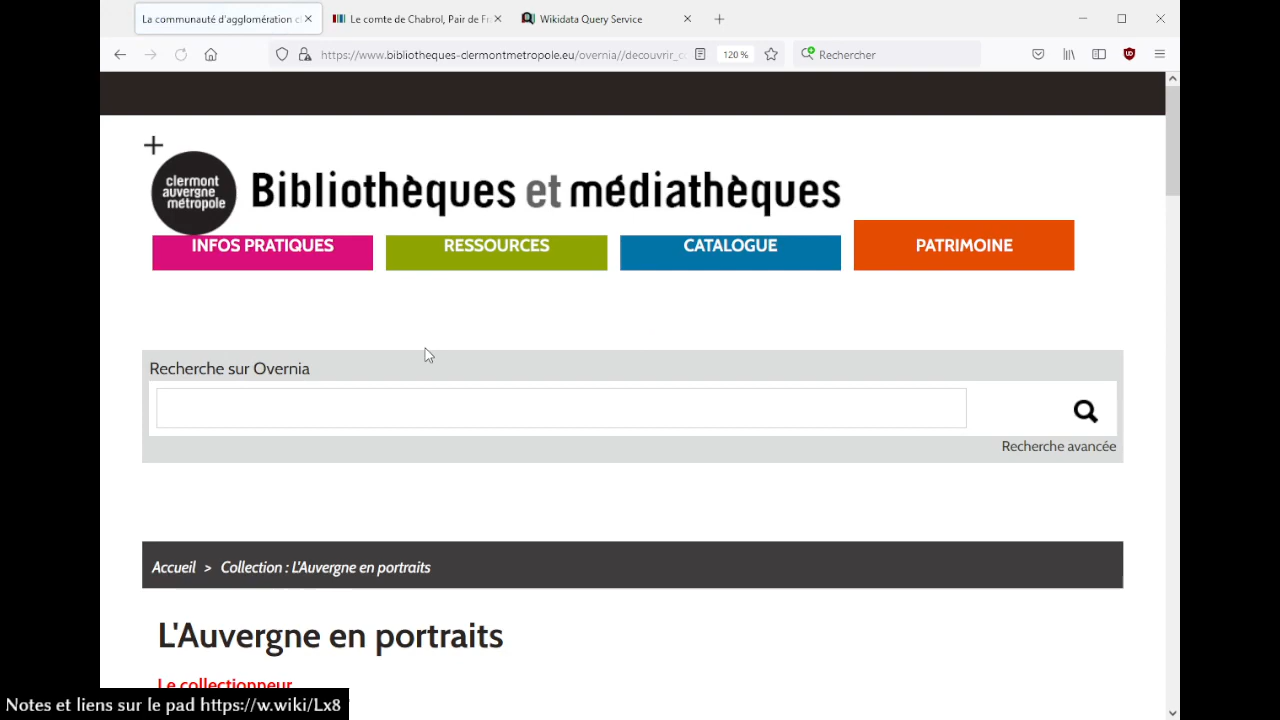 La communauté d'agglomération c
Le comte de Chabrol, Pair de Fr
Wikidata Query Service
https://www.bibliotheques-clermontmetropole.eu/overnia//decouvrir_c
120 %
Rechercher
clermont
auvergne
métropole
Bibliothèques et médiathèques
INFOS PRATIQUES
RESSOURCES
CATALOGUE
PATRIMOINE
Recherche sur Overnia
Recherche avancée
Accueil > Collection : L'Auvergne en portraits
L'Auvergne en portraits
Le collectionneur
Notes et liens sur le pad https://w.wiki/Lx8